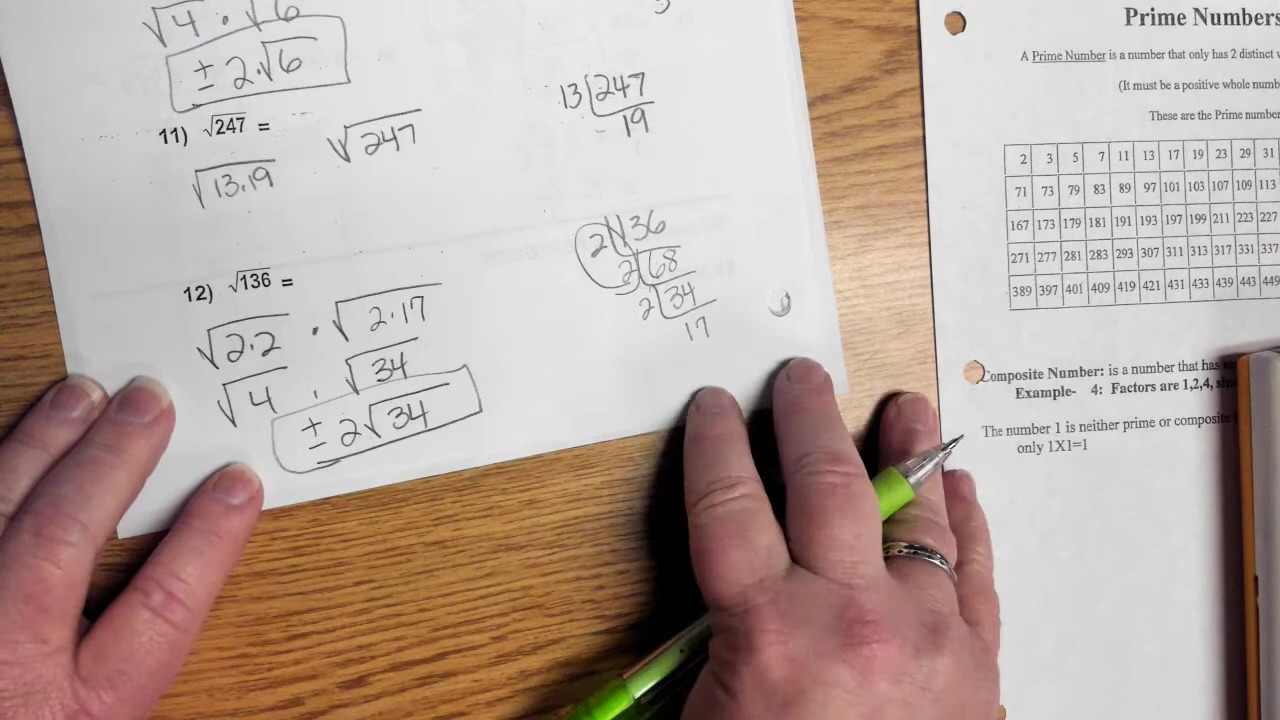 √4 · √6
± 2·√6
11) √247 =
√247
√13·19
13 247
19
12) √136 =
√2·2 · √2·17
√4 · √34
± 2√34
2 136
2 68
2 34
17
Prime Numbers
A Prime Number is a number that only has 2 distinct
(It must be a positive whole numb
These are the Prime number
2 3 5 7 11 13 17 19 23 29 31
71 73 79 83 89 97 101 103 107 109 113
167 173 179 181 191 193 197 199 211 223 227
271 277 281 283 293 307 311 313 317 331 337
389 397 401 409 419 421 431 433 439 443 449
Composite Number: is a number that has
Example- 4: Factors are 1,2,4,
The number 1 is neither prime or composite
only 1X1=1